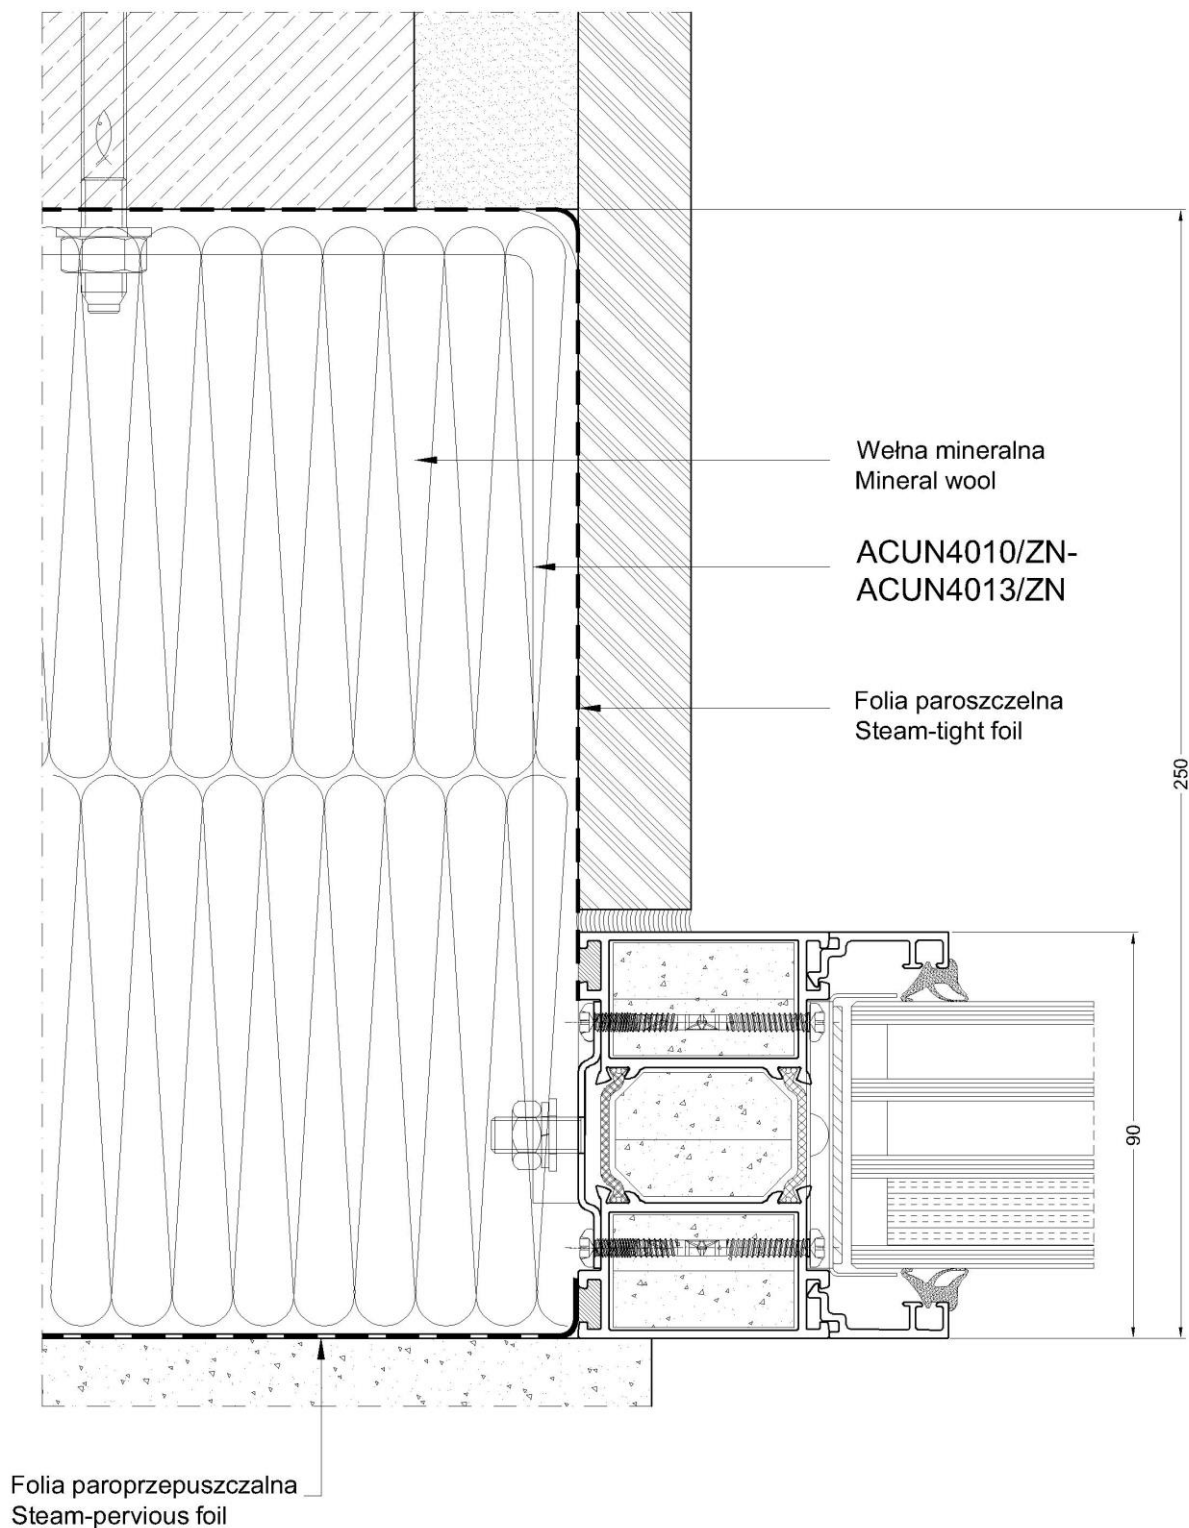 Wełna mineralna
Mineral wool
ACUN4010/ZN-
ACUN4013/ZN
Folia paroszczelna
Steam-tight foil
250
90
Folia paroprzepuszczalna
Steam-pervious foil